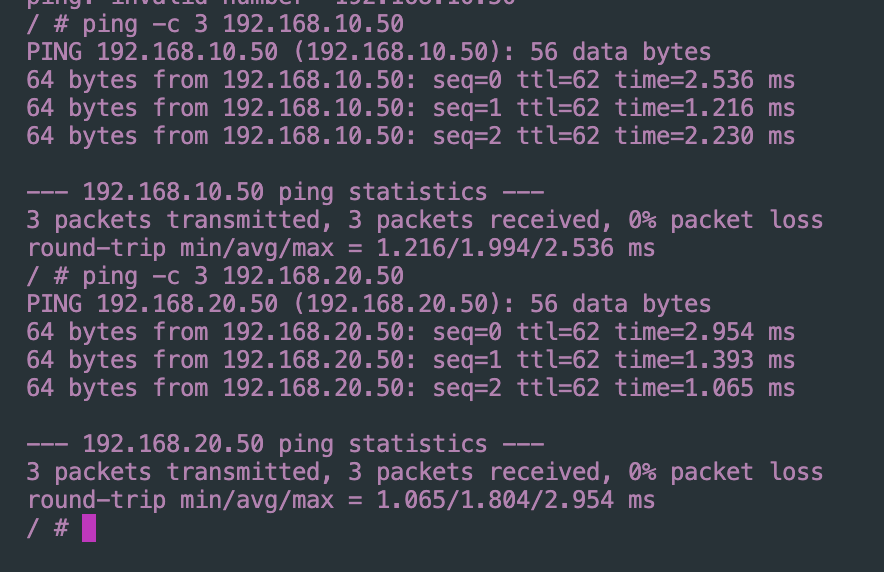 ping: invalid number '192.168.10.50'
/ # ping -c 3 192.168.10.50
PING 192.168.10.50 (192.168.10.50): 56 data bytes
64 bytes from 192.168.10.50: seq=0 ttl=62 time=2.536 ms
64 bytes from 192.168.10.50: seq=1 ttl=62 time=1.216 ms
64 bytes from 192.168.10.50: seq=2 ttl=62 time=2.230 ms
--- 192.168.10.50 ping statistics ---
3 packets transmitted, 3 packets received, 0% packet loss
round-trip min/avg/max = 1.216/1.994/2.536 ms
/ # ping -c 3 192.168.20.50
PING 192.168.20.50 (192.168.20.50): 56 data bytes
64 bytes from 192.168.20.50: seq=0 ttl=62 time=2.954 ms
64 bytes from 192.168.20.50: seq=1 ttl=62 time=1.393 ms
64 bytes from 192.168.20.50: seq=2 ttl=62 time=1.065 ms
--- 192.168.20.50 ping statistics ---
3 packets transmitted, 3 packets received, 0% packet loss
round-trip min/avg/max = 1.065/1.804/2.954 ms
/ #